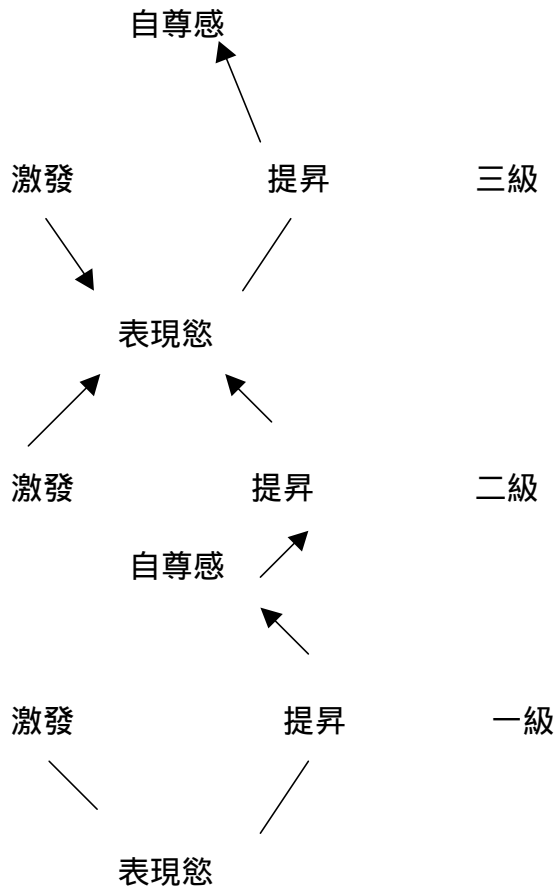 自尊感
激發 提昇 三級
表現慾
激發 提昇 二級
自尊感
激發 提昇 一級
表現慾